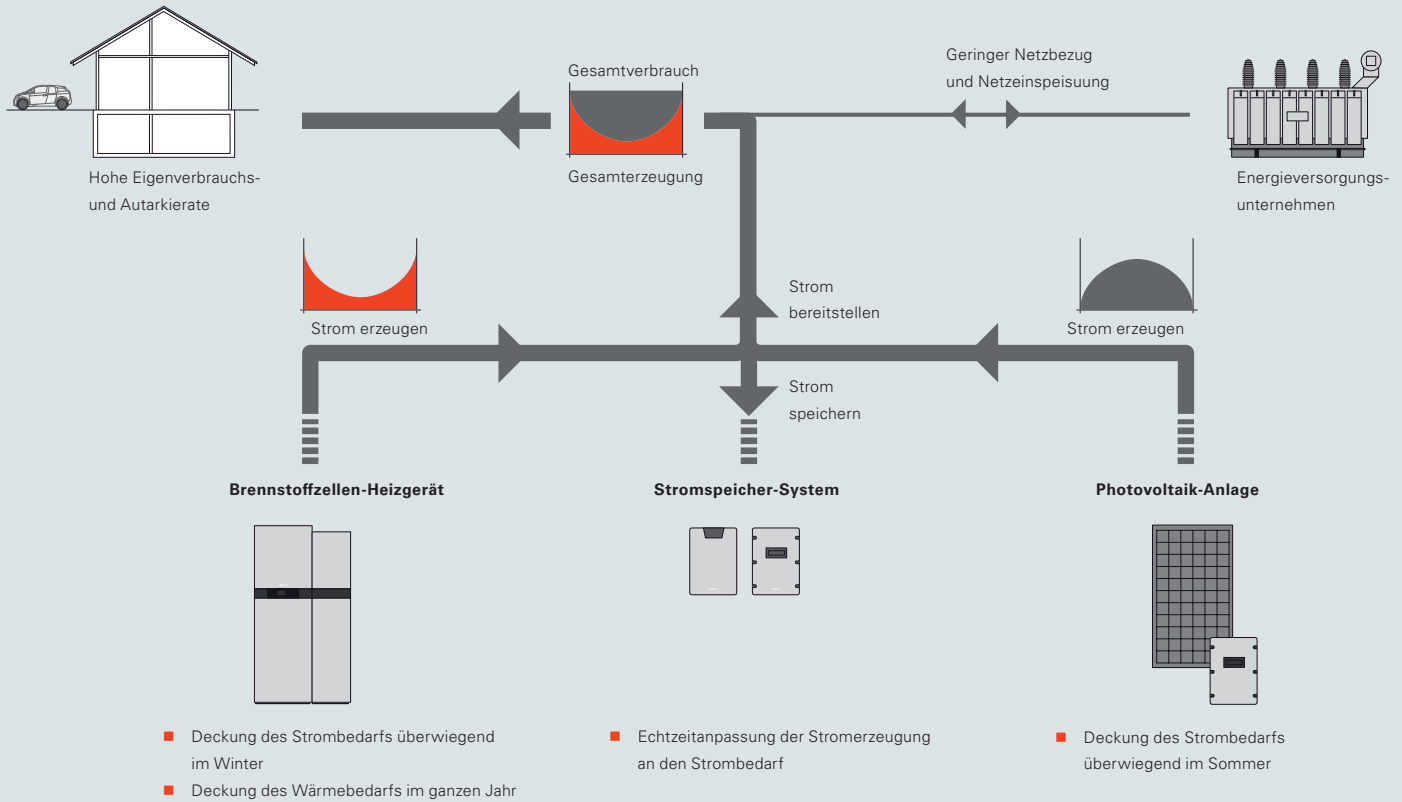 Gesamtverbrauch
Geringer Netzbezug
und Netzeinspeisuung
Hohe Eigenverbrauchs-
und Autarkierate
Gesamterzeugung
Energieversorgungs-
unternehmen
Strom erzeugen
Strom
bereitstellen
Strom erzeugen
Strom
speichern
Brennstoffzellen-Heizgerät
Stromspeicher-System
Photovoltaik-Anlage
Deckung des Strombedarfs überwiegend
im Winter
Deckung des Wärmebedarfs im ganzen Jahr
Echtzeitanpassung der Stromerzeugung
an den Strombedarf
Deckung des Strombedarfs
überwiegend im Sommer